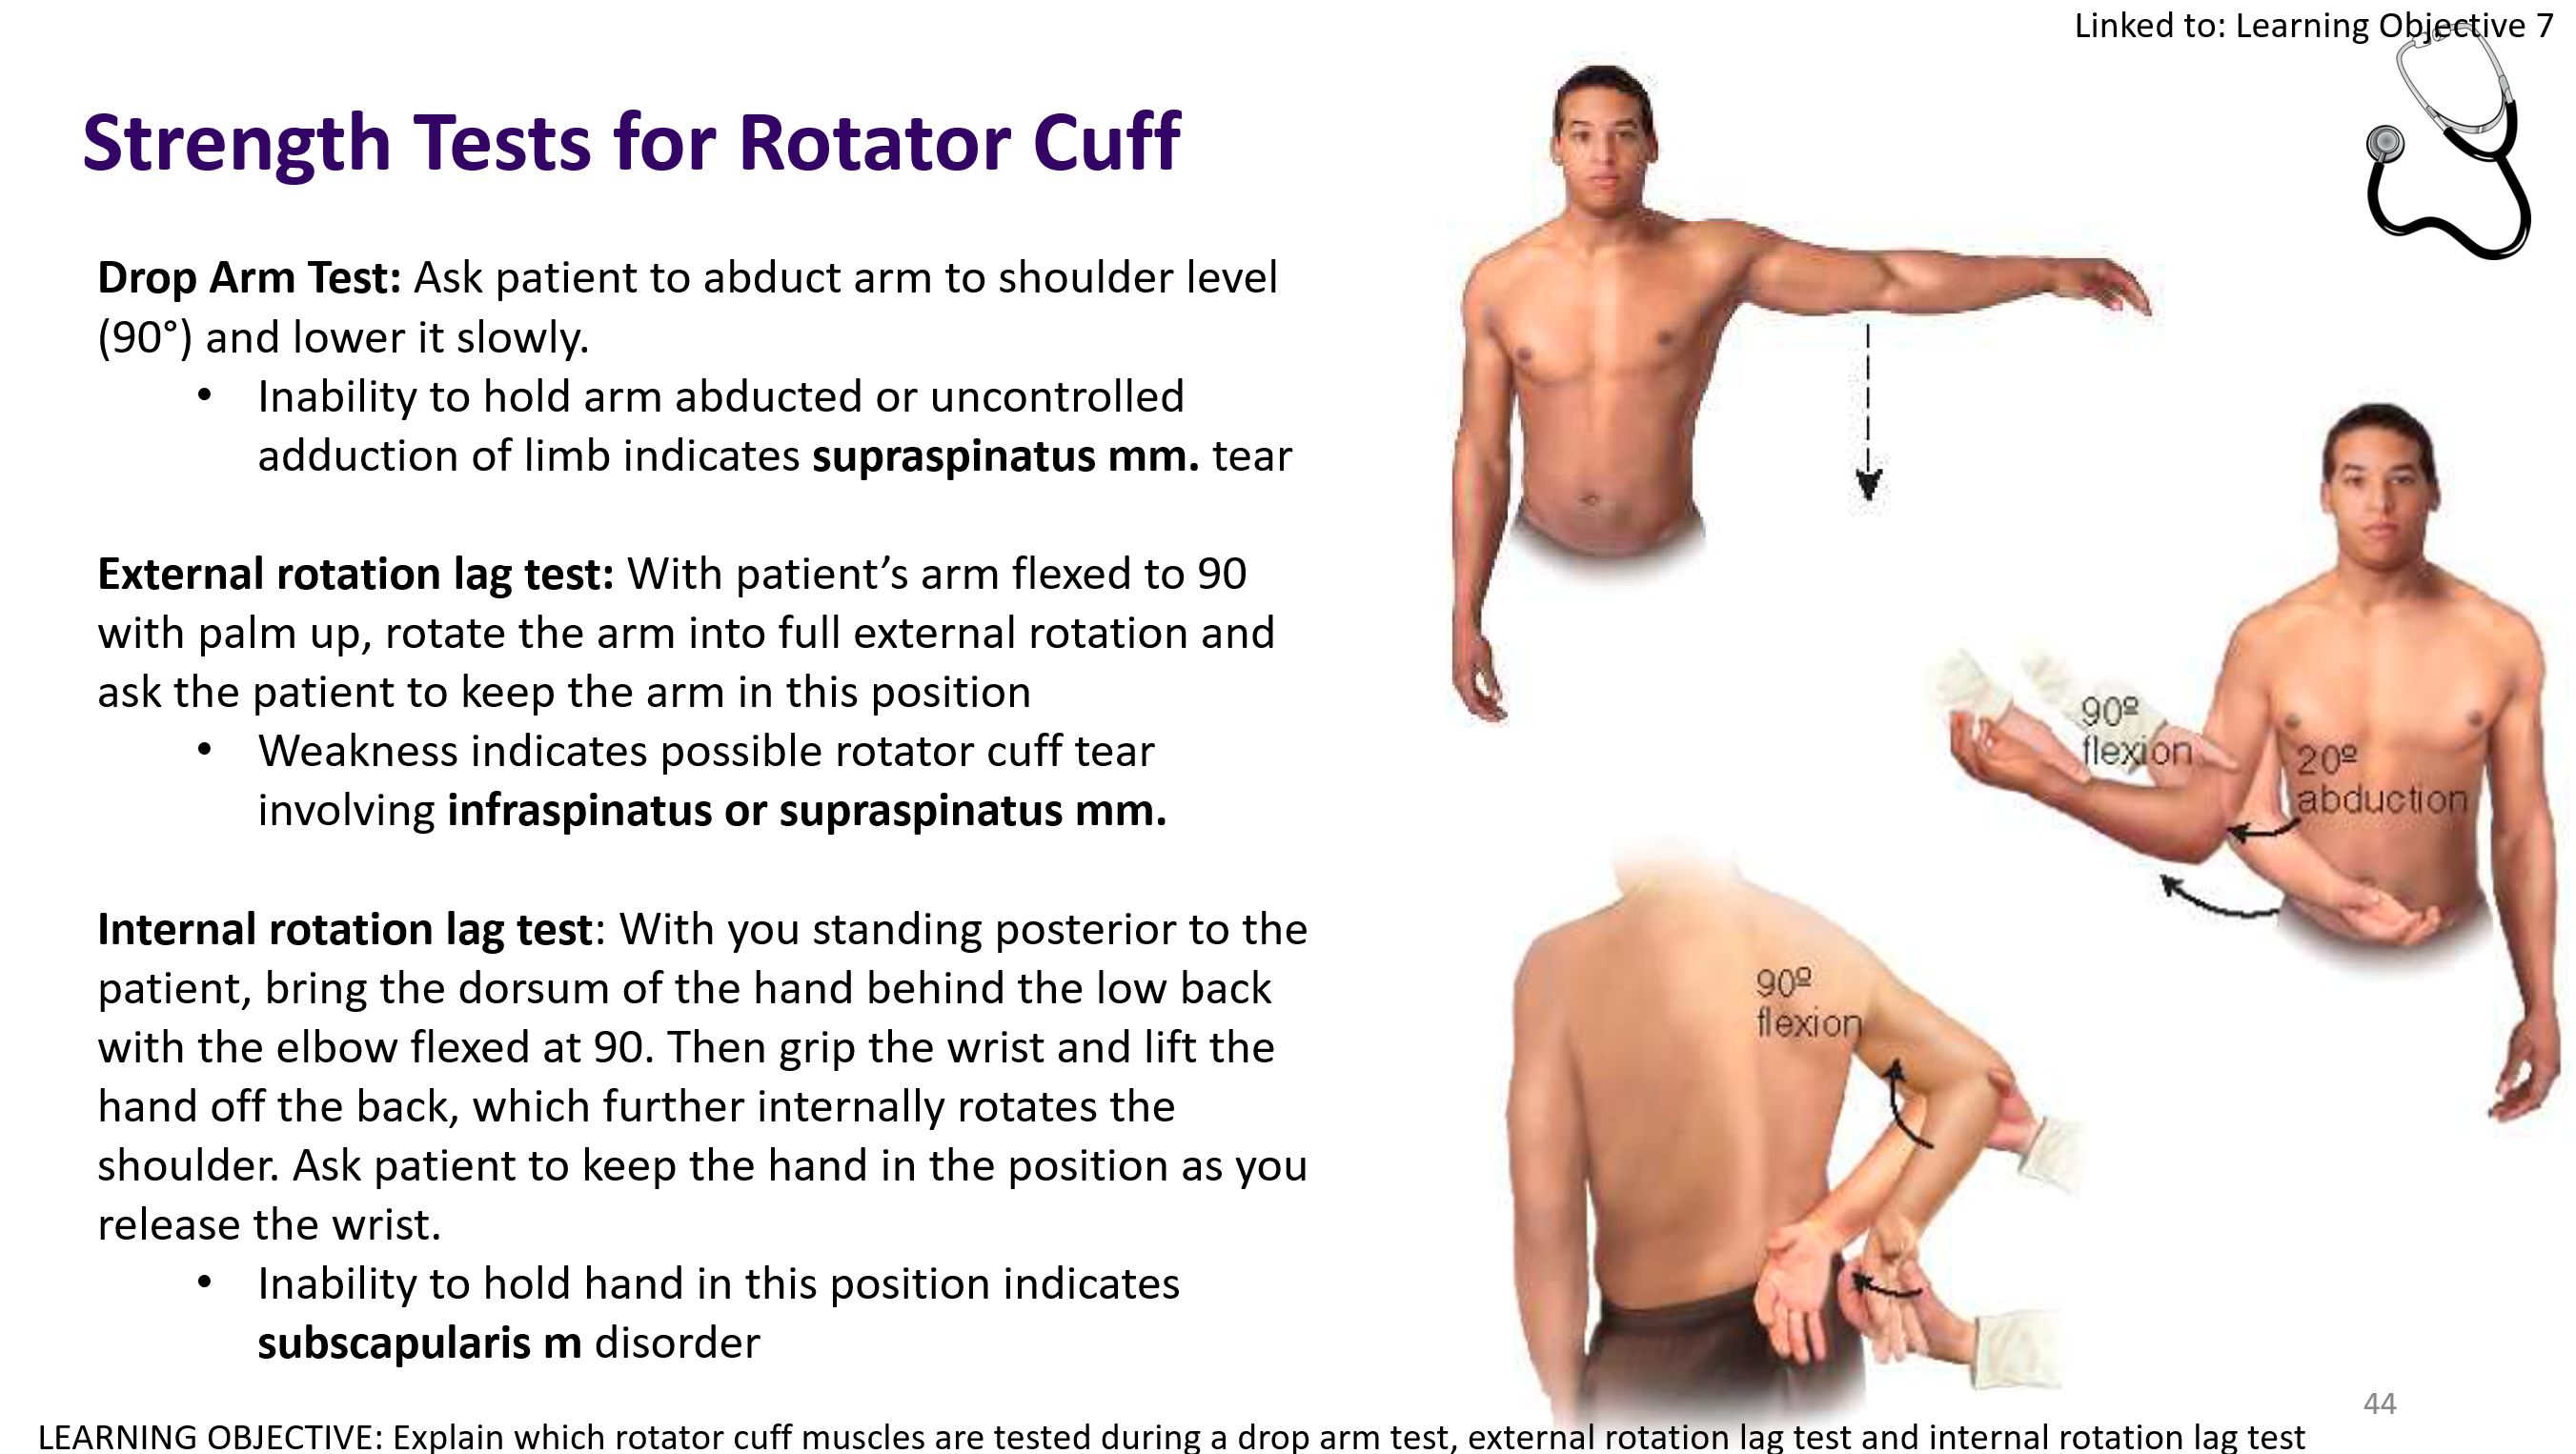 Linked to: Learning Objective 7
Strength Tests for Rotator Cuff
Drop Arm Test: Ask patient to abduct arm to shoulder level
(90°) and lower it slowly.
• Inability to hold arm abducted or uncontrolled
adduction of limb indicates supraspinatus mm. tear
External rotation lag test: With patient’s arm flexed to 90
with palm up, rotate the arm into full external rotation and
ask the patient to keep the arm in this position
• Weakness indicates possible rotator cuff tear
involving infraspinatus or supraspinatus mm.
Internal rotation lag test: With you standing posterior to the
patient, bring the dorsum of the hand behind the low back
with the elbow flexed at 90. Then grip the wrist and lift the
hand off the back, which further internally rotates the
shoulder. Ask patient to keep the hand in the position as you
release the wrist.
• Inability to hold hand in this position indicates
subscapularis m disorder
90º
flexion
20º
abduction
90º
flexion
44
LEARNING OBJECTIVE: Explain which rotator cuff muscles are tested during a drop arm test, external rotation lag test and internal rotation lag test